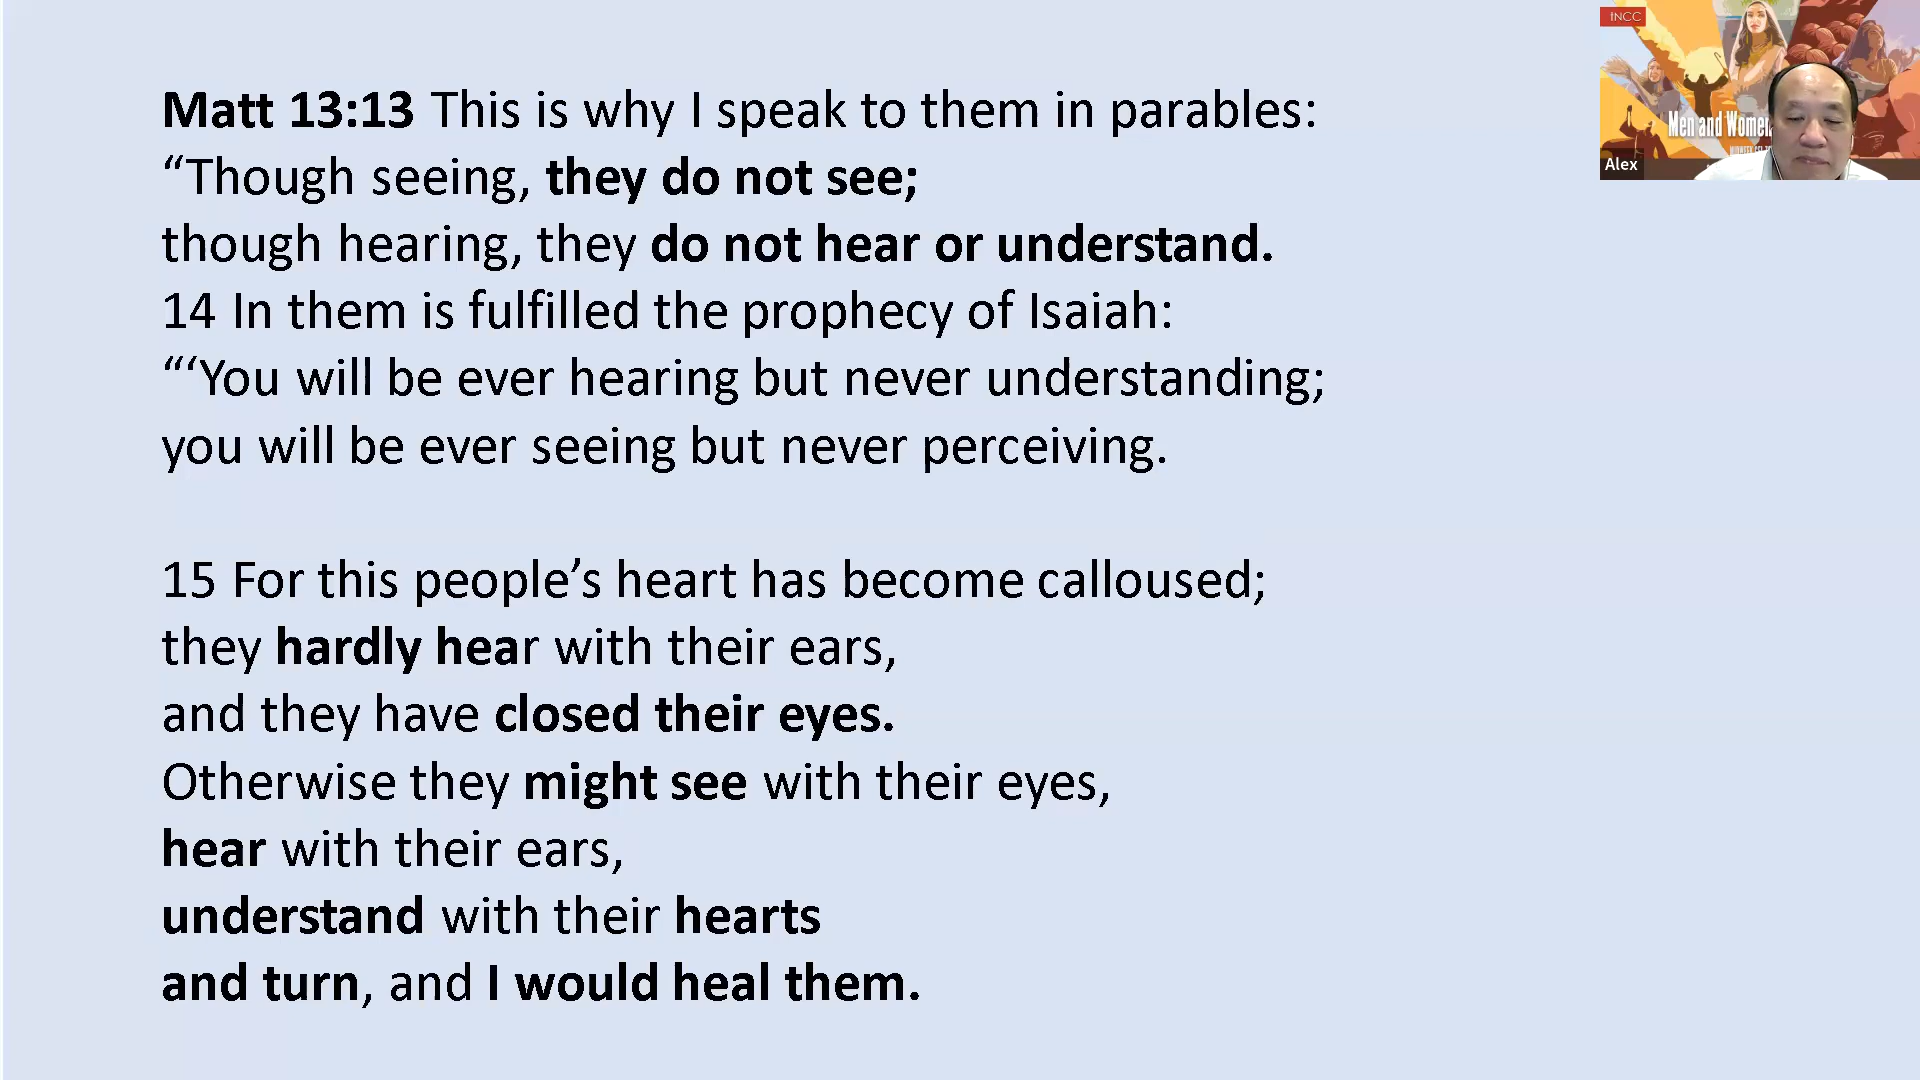 Matt 13:13 This is why I speak to them in parables:
“Though seeing, they do not see;
though hearing, they do not hear or understand.
14 In them is fulfilled the prophecy of Isaiah:
“‘You will be ever hearing but never understanding;
you will be ever seeing but never perceiving.
15 For this people’s heart has become calloused;
they hardly hear with their ears,
and they have closed their eyes.
Otherwise they might see with their eyes,
hear with their ears,
understand with their hearts
and turn, and I would heal them.
iNCC
Men and Women
Alex